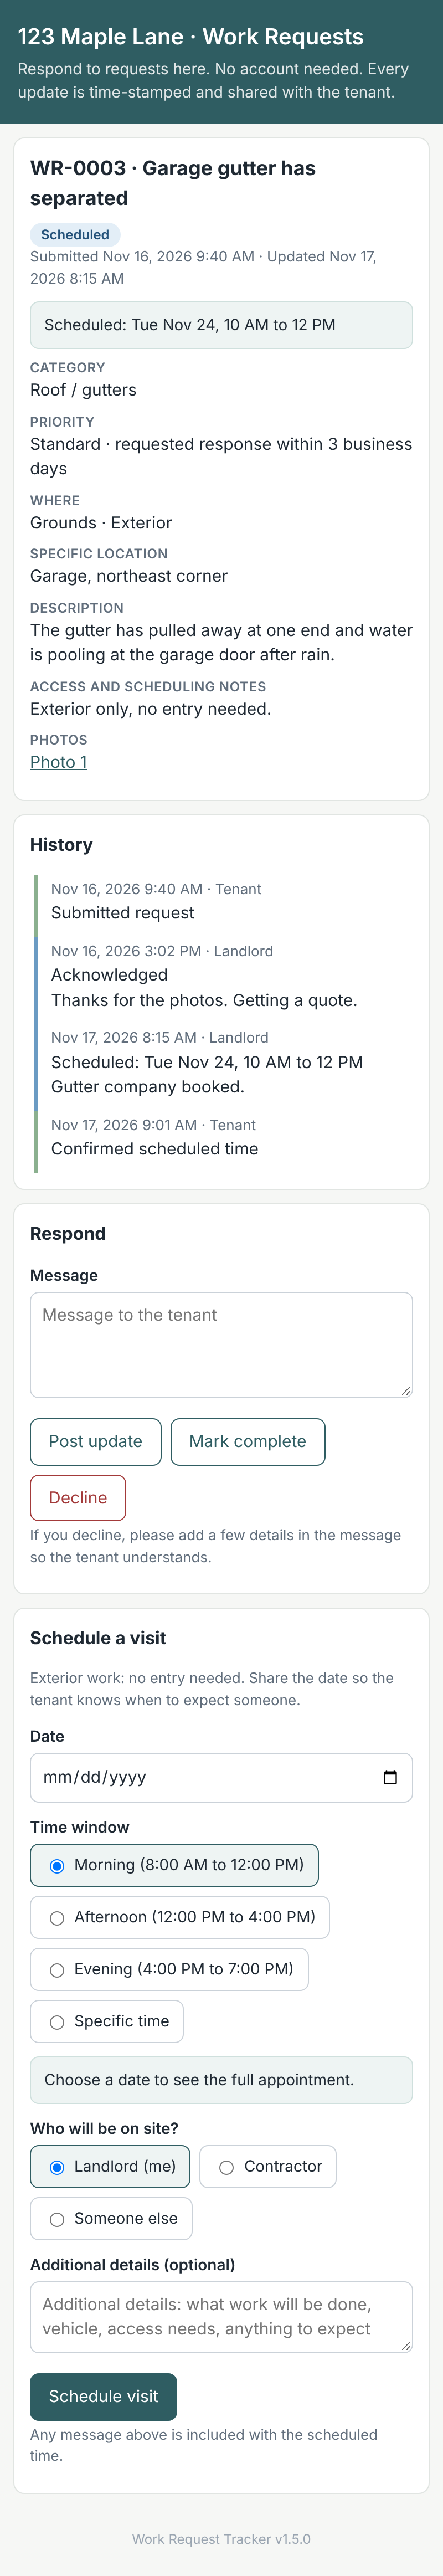 123 Maple Lane · Work Requests
Respond to requests here. No account needed. Every
update is time-stamped and shared with the tenant.
WR-0003 · Garage gutter has
separated
Scheduled
Submitted Nov 16, 2026 9:40 AM · Updated Nov 17,
2026 8:15 AM
Scheduled: Tue Nov 24, 10 AM to 12 PM
CATEGORY
Roof / gutters
PRIORITY
Standard · requested response within 3 business
days
WHERE
Grounds · Exterior
SPECIFIC LOCATION
Garage, northeast corner
DESCRIPTION
The gutter has pulled away at one end and water
is pooling at the garage door after rain.
ACCESS AND SCHEDULING NOTES
Exterior only, no entry needed.
PHOTOS
Photo 1
History
Nov 16, 2026 9:40 AM · Tenant
Submitted request
Nov 16, 2026 3:02 PM · Landlord
Acknowledged
Thanks for the photos. Getting a quote.
Nov 17, 2026 8:15 AM · Landlord
Scheduled: Tue Nov 24, 10 AM to 12 PM
Gutter company booked.
Nov 17, 2026 9:01 AM · Tenant
Confirmed scheduled time
Respond
Message
Message to the tenant
Post update
Mark complete
Decline
If you decline, please add a few details in the message
so the tenant understands.
Schedule a visit
Exterior work: no entry needed. Share the date so the
tenant knows when to expect someone.
Date
mm/dd/yyyy
Time window
Morning (8:00 AM to 12:00 PM)
Afternoon (12:00 PM to 4:00 PM)
Evening (4:00 PM to 7:00 PM)
Specific time
Choose a date to see the full appointment.
Who will be on site?
Landlord (me)
Contractor
Someone else
Additional details (optional)
Additional details: what work will be done,
vehicle, access needs, anything to expect
Schedule visit
Any message above is included with the scheduled
time.
Work Request Tracker v1.5.0